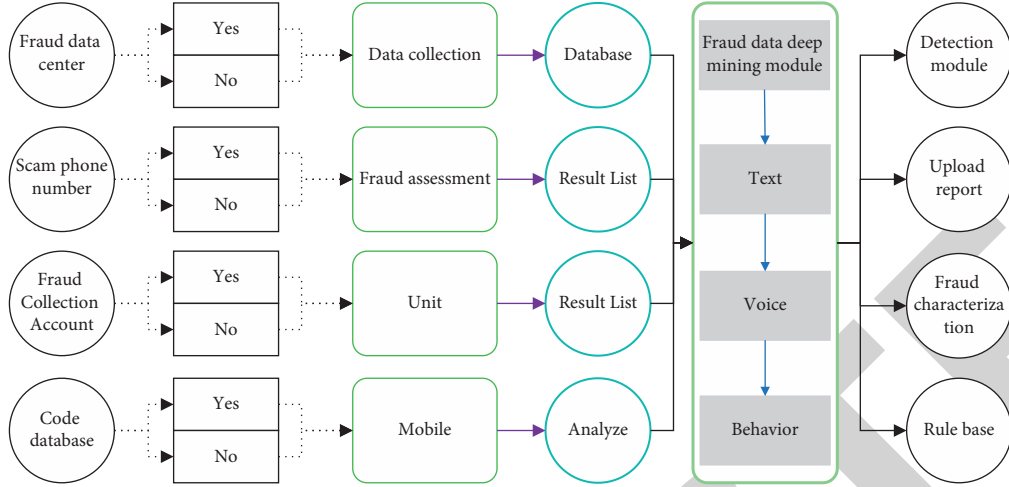 Fraud data
center
Yes
No
Data collection
Database
Fraud data deep
mining module
Detection
module
Scam phone
number
Yes
No
Fraud assessment
Result List
Text
Upload
report
Fraud
Collection
Account
Yes
No
Unit
Result List
Voice
Fraud
characteriza
tion
Code
database
Yes
No
Mobile
Analyze
Behavior
Rule base